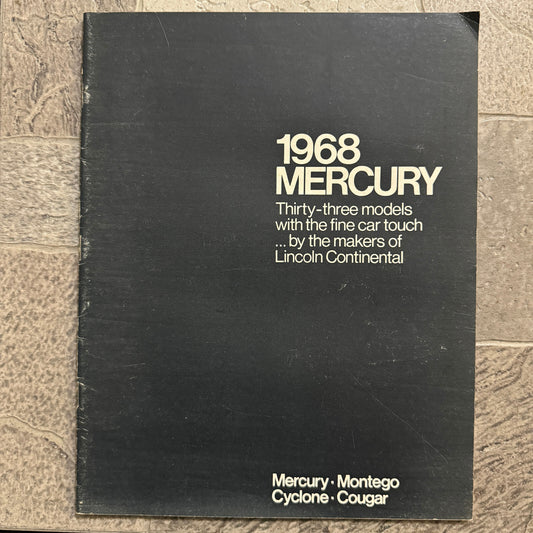 1968
MERCURY
Thirty-three models
with the fine car touch
...by the makers of
Lincoln Continental
Mercury · Montego
Cyclone · Cougar